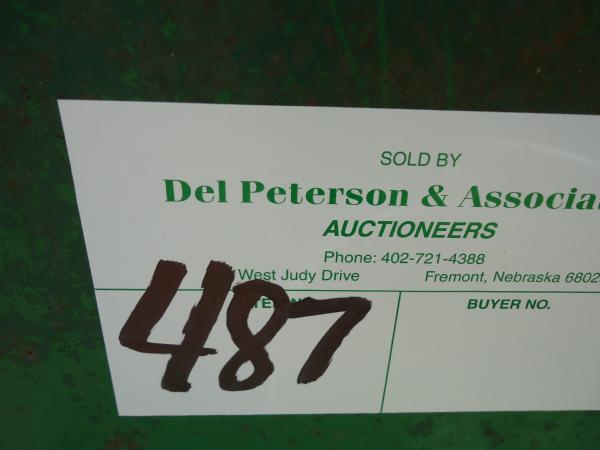 SOLD BY
Del Peterson & Associa
AUCTIONEERS
Phone: 402-721-4388
West Judy Drive Fremont, Nebraska 6802
BUYER NO.
487